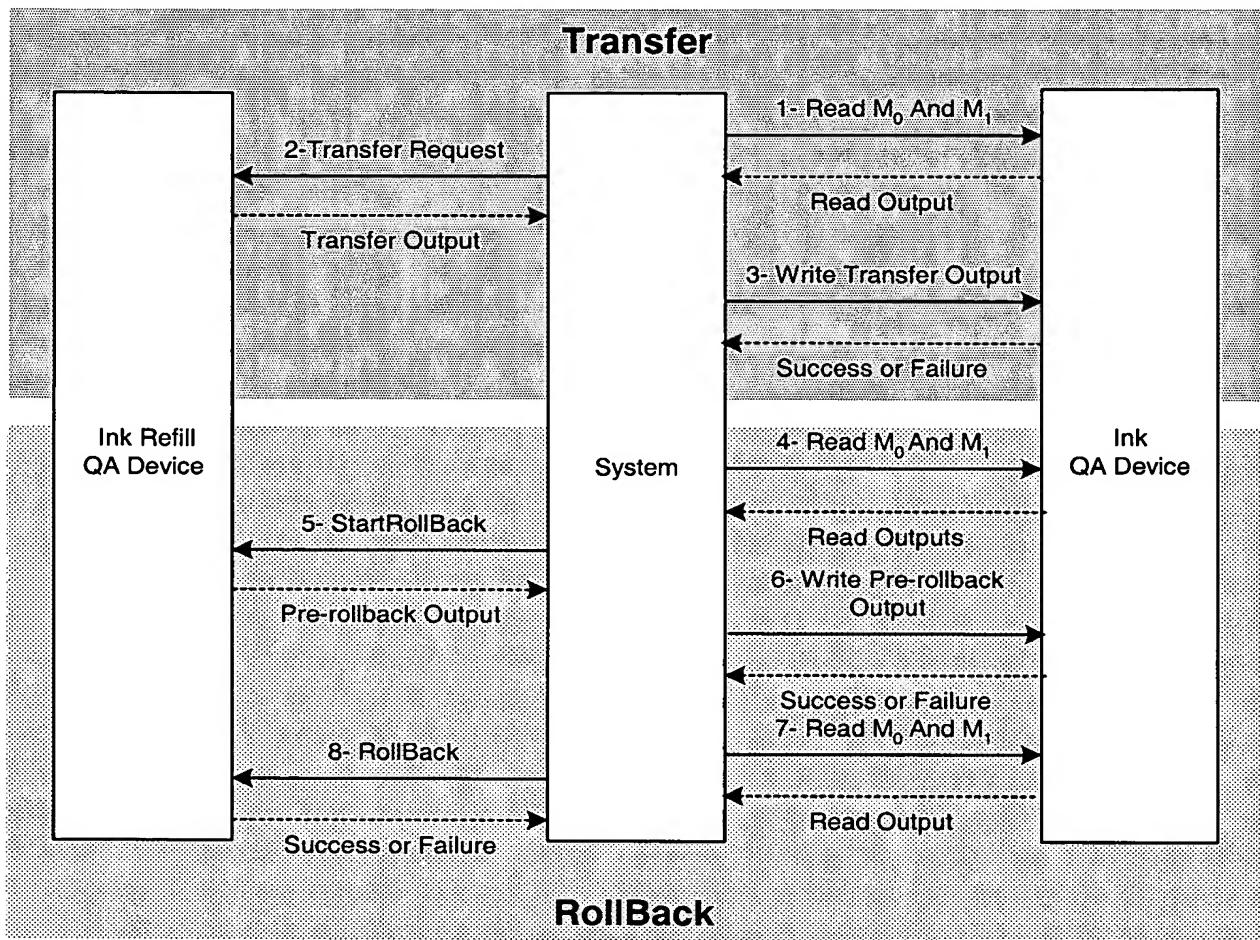 Transfer
1- Read M₀ And M₁
2-Transfer Request
Read Output
Transfer Output
3- Write Transfer Output
Success or Failure
Ink Refill
QA Device
System
Ink
QA Device
4- Read M₀ And M₁
5- StartRollBack
Read Outputs
6- Write Pre-rollback
Output
Pre-rollback Output
Success or Failure
7- Read M₀ And M₁
8- RollBack
Read Output
Success or Failure
RollBack